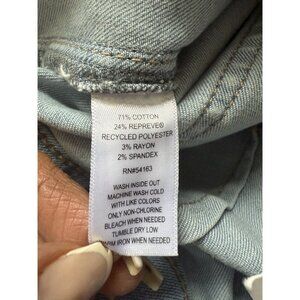 71% COTTON
24% REPREVE®
RECYCLED POLYESTER
3% RAYON
2% SPANDEX
RN#54163
WASH INSIDE OUT
MACHINE WASH COLD
WITH LIKE COLORS
ONLY NON-CHLORINE
BLEACH WHEN NEEDED
TUMBLE DRY LOW
IRON WHEN NEEDED